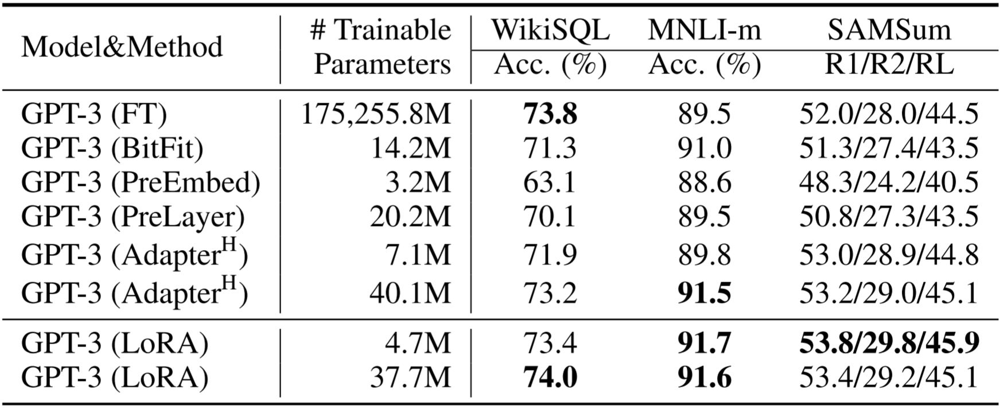 Model&Method # Trainable Parameters WikiSQL MNLI-m SAMSum
Acc. (%) Acc. (%) R1/R2/RL
GPT-3 (FT) 175,255.8M 73.8 89.5 52.0/28.0/44.5
GPT-3 (BitFit) 14.2M 71.3 91.0 51.3/27.4/43.5
GPT-3 (PreEmbed) 3.2M 63.1 88.6 48.3/24.2/40.5
GPT-3 (PreLayer) 20.2M 70.1 89.5 50.8/27.3/43.5
GPT-3 (Adapterᴴ) 7.1M 71.9 89.8 53.0/28.9/44.8
GPT-3 (Adapterᴴ) 40.1M 73.2 91.5 53.2/29.0/45.1
GPT-3 (LoRA) 4.7M 73.4 91.7 53.8/29.8/45.9
GPT-3 (LoRA) 37.7M 74.0 91.6 53.4/29.2/45.1